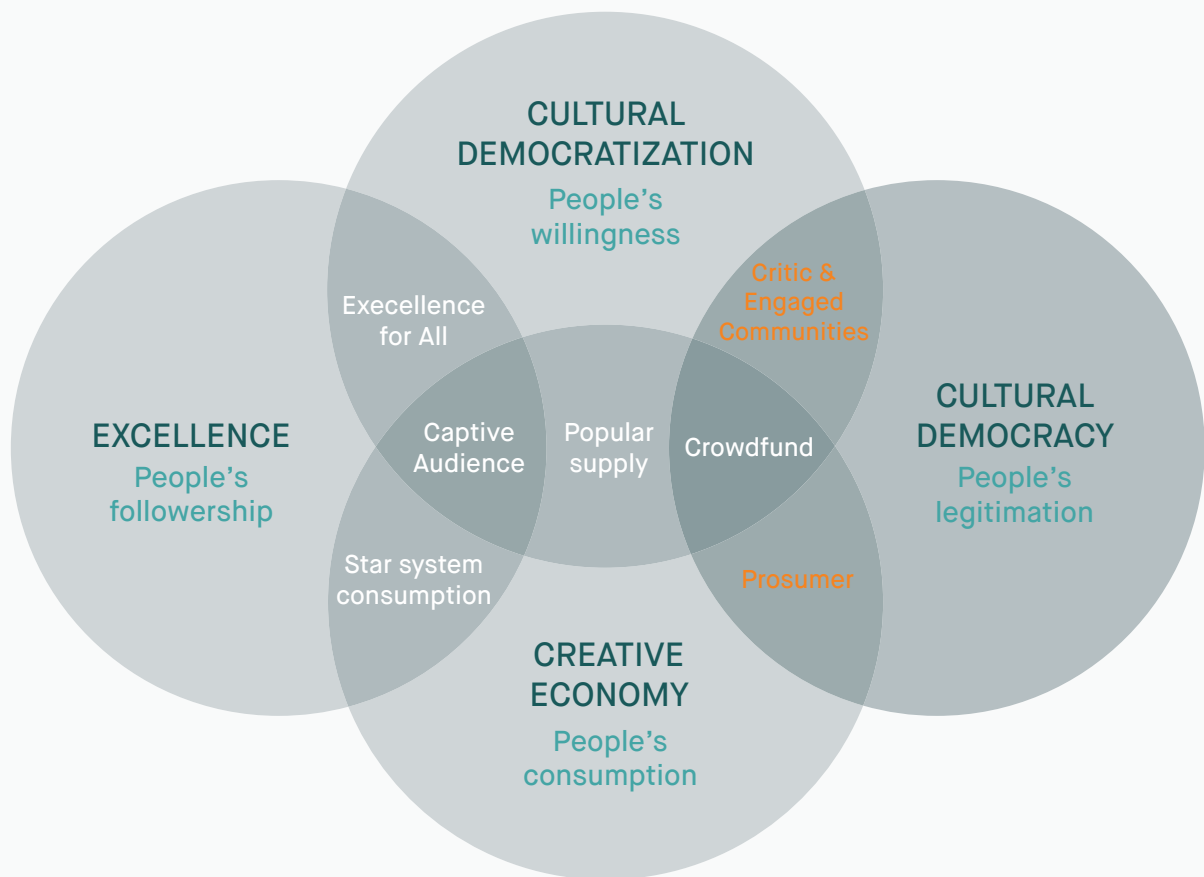 CULTURAL
DEMOCRATIZATION
People's
willingness
Execellence
for All
Critic &
Engaged
Communities
EXCELLENCE
People's
followership
Captive
Audience
Popular
supply
Crowdfund
CULTURAL
DEMOCRACY
People's
legitimation
Star system
consumption
Prosumer
CREATIVE
ECONOMY
People's
consumption